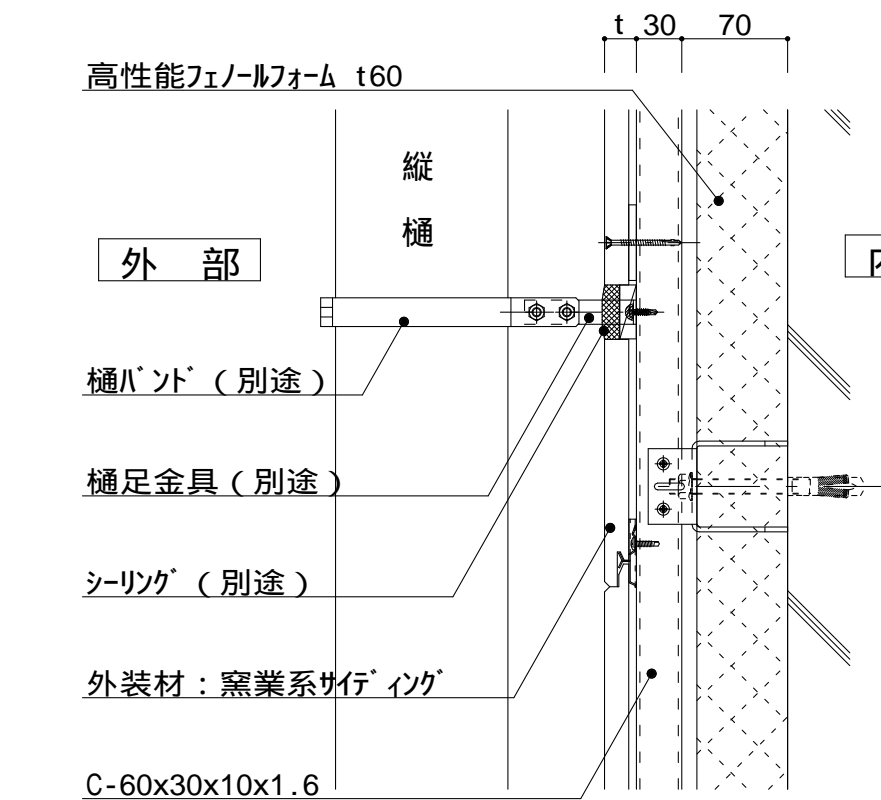 t 30 70
高性能ﾌｪﾉｰﾙﾌｫｰﾑ t60
縦
樋
外 部
樋ﾊﾞﾝﾄﾞ（別途）
樋足金具（別途）
ｼｰﾘﾝｸﾞ（別途）
外装材：窯業系ｻｲﾃﾞｨﾝｸﾞ
C-60x30x10x1.6